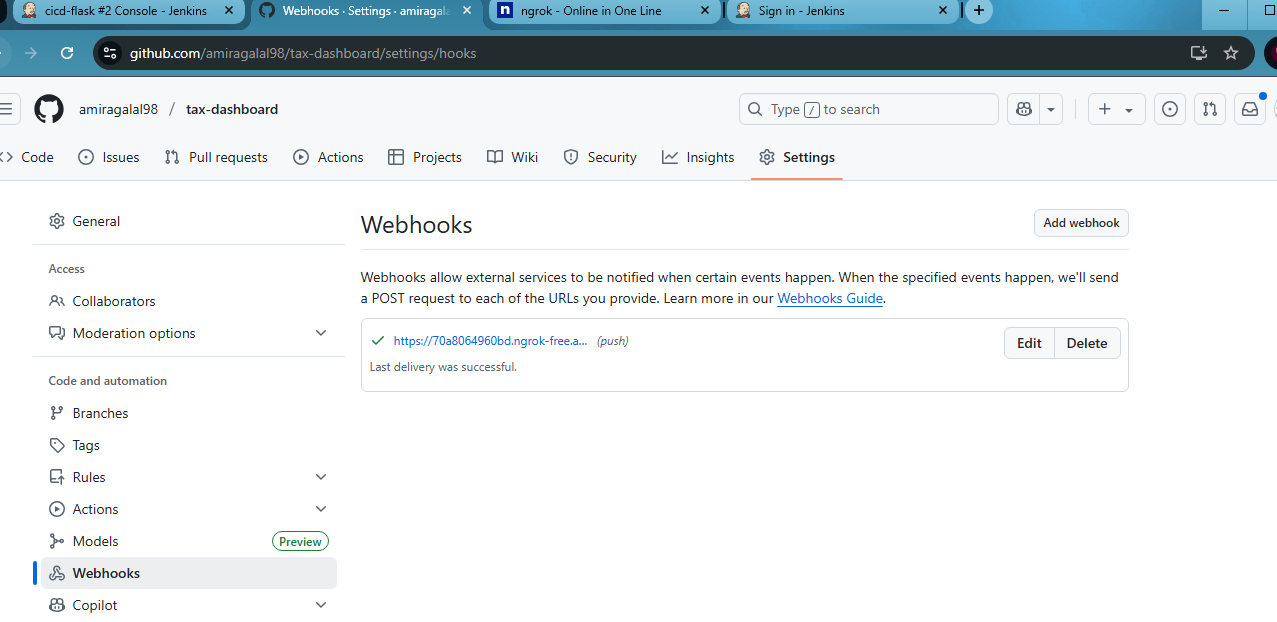 cicd-flask #2 Console - Jenkins
Webhooks · Settings · amiragala
ngrok - Online in One Line
Sign in - Jenkins
github.com/amiragalal98/tax-dashboard/settings/hooks
amiragalal98 / tax-dashboard
Type / to search
Code Issues Pull requests Actions Projects Wiki Security Insights Settings
General
Access
Collaborators
Moderation options
Code and automation
Branches
Tags
Rules
Actions
Models Preview
Webhooks
Copilot
Webhooks
Add webhook
Webhooks allow external services to be notified when certain events happen. When the specified events happen, we'll send
a POST request to each of the URLs you provide. Learn more in our Webhooks Guide.
https://70a8064960bd.ngrok-free.a... (push)
Edit Delete
Last delivery was successful.